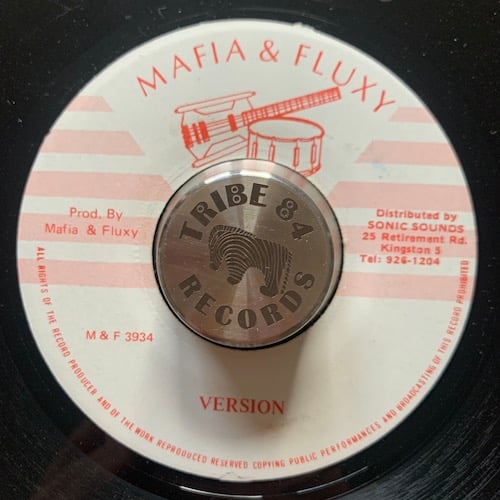 MAFIA & FLUXY
TRIBE 84
RECORDS
Prod. By
Mafia & Fluxy
Distributed by
SONIC SOUNDS
25 Retirement Rd.
Kingston 5
Tel: 926-1204
M & F 3934
VERSION
ALL RIGHTS OF THE RECORD PRODUCER AND OF THE WORK REPRODUCED RESERVED COPYING PUBLIC PERFORMANCES AND BROADCASTING OF THIS RECORD PROHIBITED